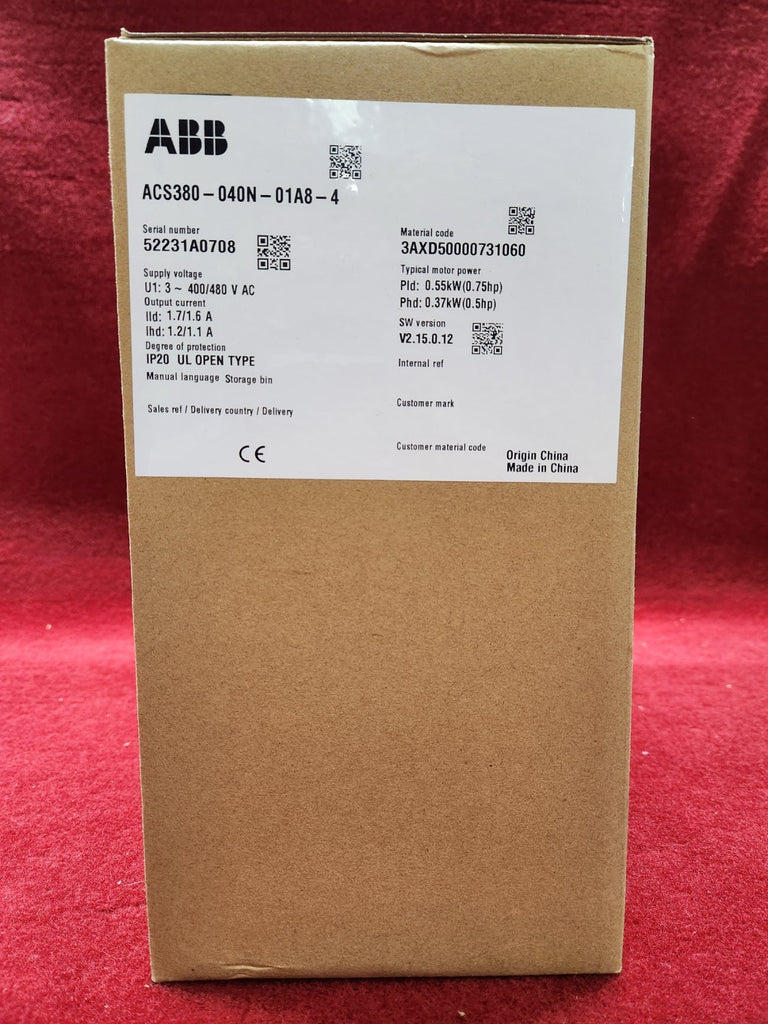 ABB
ACS380-040N-01A8-4
Serial number
52231A0708
Supply voltage
U1: 3 ~ 400/480 V AC
Output current
Ild: 1.7/1.6 A
Ihd: 1.2/1.1 A
Degree of protection
IP20 UL OPEN TYPE
Manual language Storage bin
Sales ref / Delivery country / Delivery
CE
Material code
3AXD50000731060
Typical motor power
Pld: 0.55kW(0.75hp)
Phd: 0.37kW(0.5hp)
SW version
V2.15.0.12
Internal ref
Customer mark
Customer material code
Origin China
Made in China